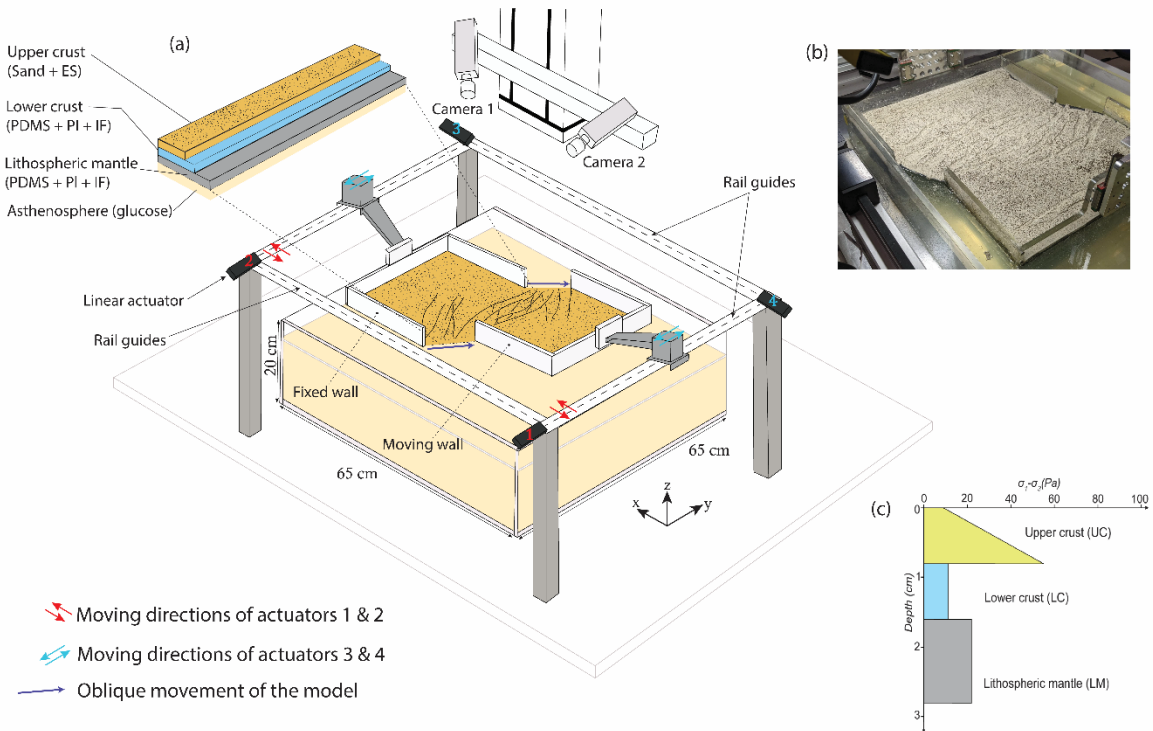 (a)
Upper crust
(Sand + ES)
Lower crust
(PDMS + PI + IF)
Lithospheric mantle
(PDMS + PI + IF)
Asthenosphere (glucose)
Camera 1
Camera 2
3
Rail guides
2
4
Linear actuator
Rail guides
20 cm
Fixed wall
Moving wall
1
65 cm
65 cm
x
z
y
Moving directions of actuators 1 & 2
Moving directions of actuators 3 & 4
Oblique movement of the model
(b)
(c)
σ1-σ3(Pa)
0 20 40 60 80 100
0
1
2
3
Depth (cm)
Upper crust (UC)
Lower crust (LC)
Lithospheric mantle (LM)